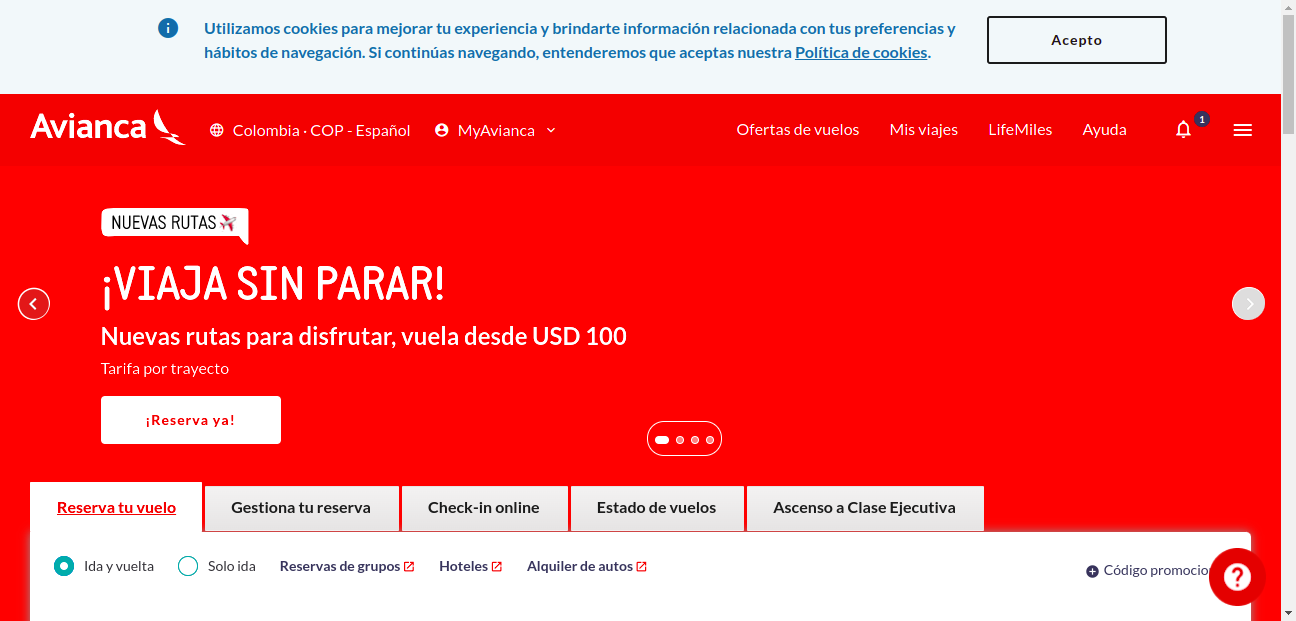 Utilizamos cookies para mejorar tu experiencia y brindarte información relacionada con tus preferencias y
hábitos de navegación. Si continúas navegando, entenderemos que aceptas nuestra Política de cookies.
Acepto
Avianca
Colombia · COP - Español
MyAvianca
Ofertas de vuelos
Mis viajes
LifeMiles
Ayuda
1
NUEVAS RUTAS
¡VIAJA SIN PARAR!
Nuevas rutas para disfrutar, vuela desde USD 100
Tarifa por trayecto
¡Reserva ya!
Reserva tu vuelo
Gestiona tu reserva
Check-in online
Estado de vuelos
Ascenso a Clase Ejecutiva
Ida y vuelta
Solo ida
Reservas de grupos
Hoteles
Alquiler de autos
Código promocio